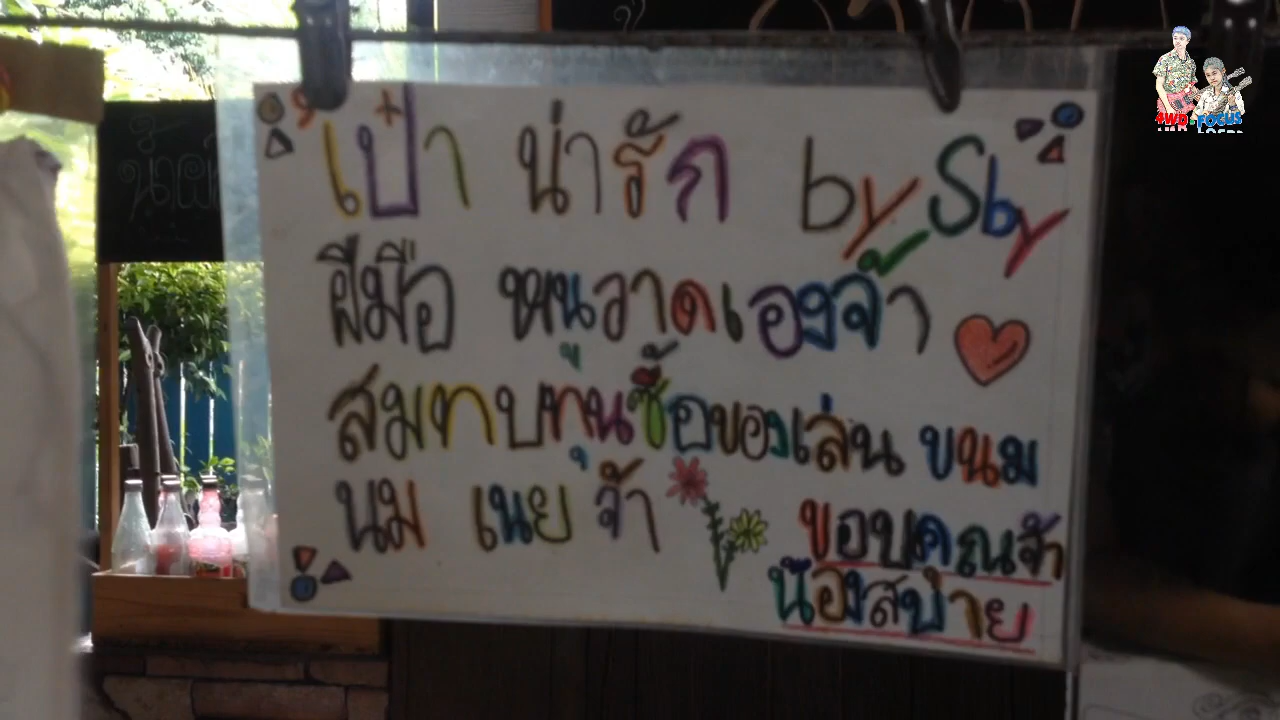 เป๋า น่ารัก by Sby
ฝีมือ หนูวาดเองจ้า
สมทบทุนซื้อของเล่น ขนม
นม เนย จ้า
ขอบคุณจ้า
น้องสบาย
4WD.FOCUS